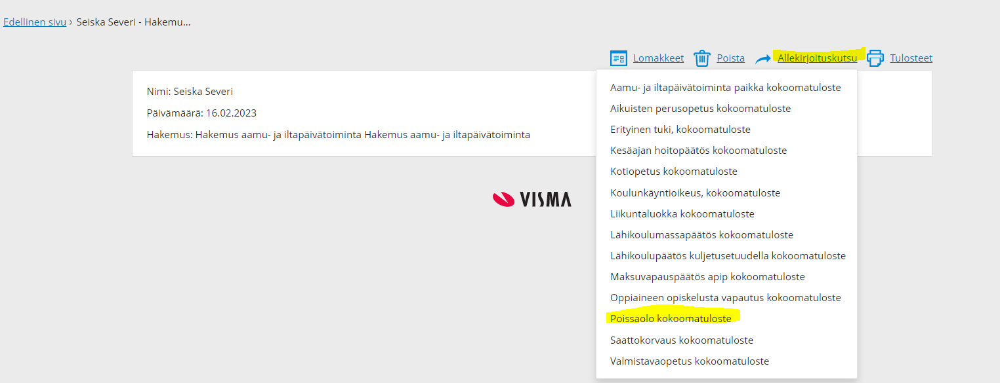 Edellinen sivu › Seiska Severi - Hakemu...
Lomakkeet Poista Allekirjoituskutsu Tulosteet
Nimi: Seiska Severi
Päivämäärä: 16.02.2023
Hakemus: Hakemus aamu- ja iltapäivätoiminta Hakemus aamu- ja iltapäivätoiminta
Aamu- ja iltapäivätoiminta paikka kokoomatuloste
Aikuisten perusopetus kokoomatuloste
Erityinen tuki, kokoomatuloste
Kesäajan hoitopäätös kokoomatuloste
Kotiopetus kokoomatuloste
Koulunkäyntioikeus, kokoomatuloste
Liikuntaluokka kokoomatuloste
Lähikoulumassapäätös kokoomatuloste
Lähikoulupäätös kuljetusetuudella kokoomatuloste
Maksuvapauspäätös apip kokoomatuloste
Oppiaineen opiskelusta vapautus kokoomatuloste
Poissaolo kokoomatuloste
Saattokorvaus kokoomatuloste
Valmistavaopetus kokoomatuloste
VISMA